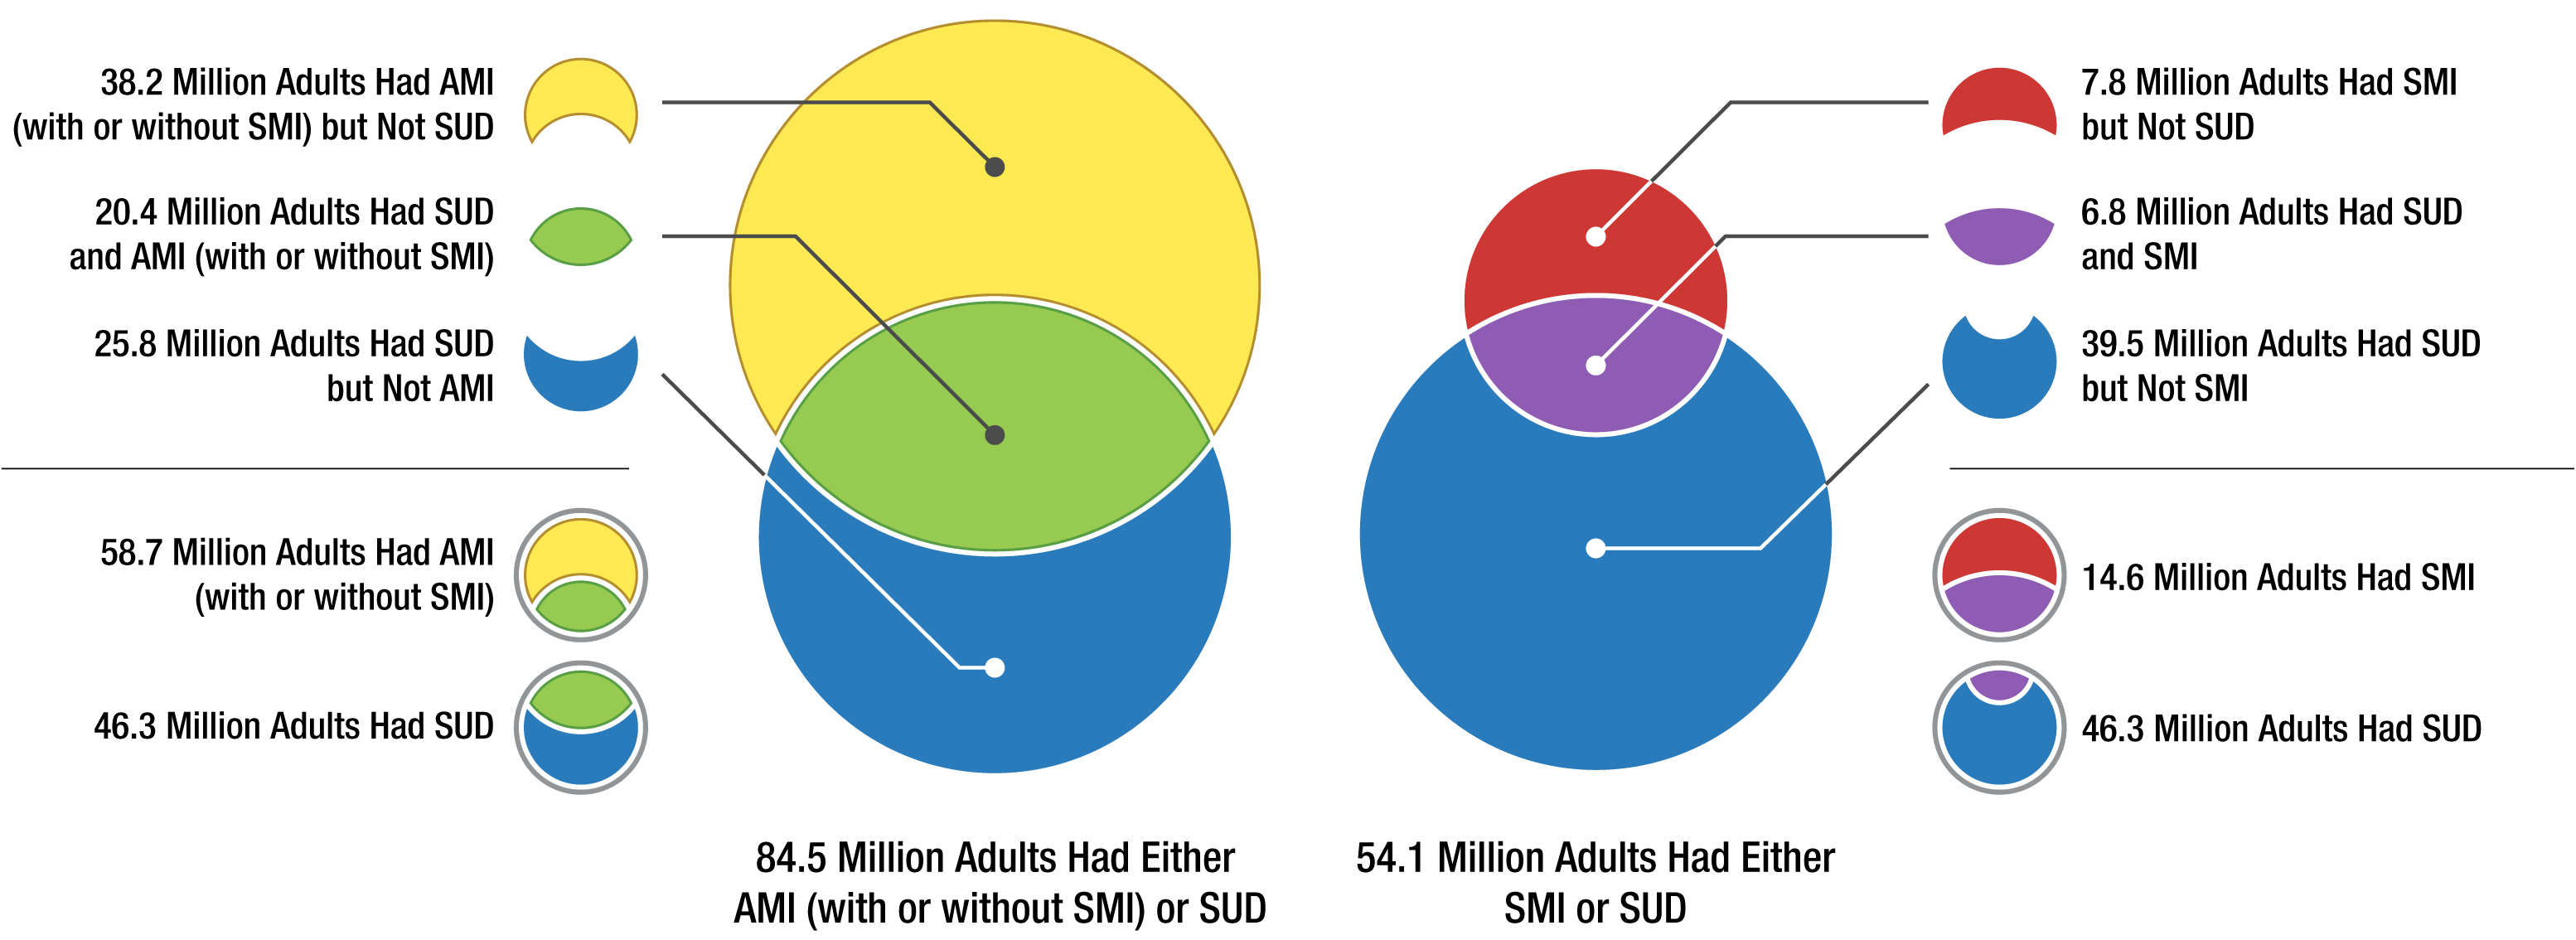 38.2 Million Adults Had AMI
(with or without SMI) but Not SUD
20.4 Million Adults Had SUD
and AMI (with or without SMI)
25.8 Million Adults Had SUD
but Not AMI
58.7 Million Adults Had AMI
(with or without SMI)
46.3 Million Adults Had SUD
84.5 Million Adults Had Either
AMI (with or without SMI) or SUD
7.8 Million Adults Had SMI
but Not SUD
6.8 Million Adults Had SUD
and SMI
39.5 Million Adults Had SUD
but Not SMI
14.6 Million Adults Had SMI
46.3 Million Adults Had SUD
54.1 Million Adults Had Either
SMI or SUD